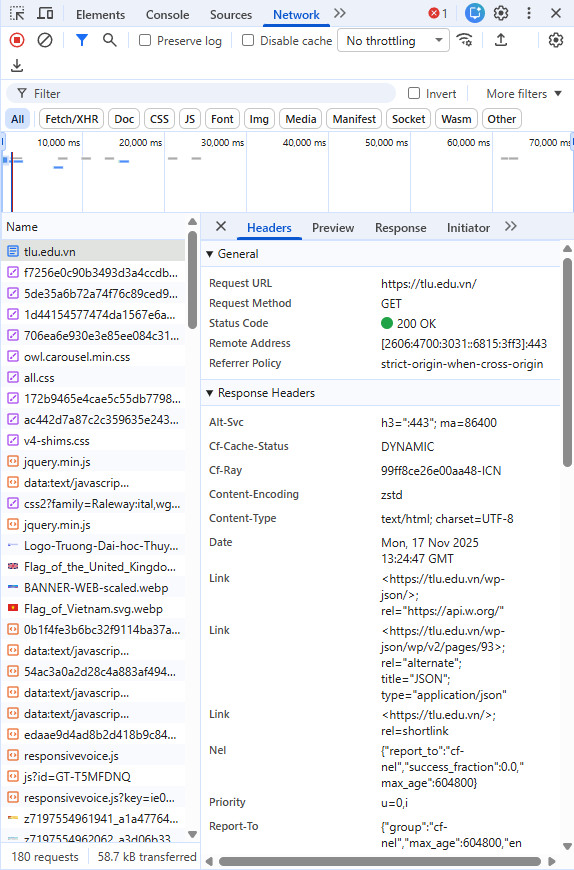 Elements Console Sources Network 1
Preserve log Disable cache No throttling
Filter Invert More filters
All Fetch/XHR Doc CSS JS Font Img Media Manifest Socket Wasm Other
10,000 ms 20,000 ms 30,000 ms 40,000 ms 50,000 ms 60,000 ms 70,000 ms
Name
tlu.edu.vn
f7256e0c90b3493d3a4ccdb...
5de35a6b72a74f76c89ced9...
1d44154577474da1567e6a...
706ea6e930e3e85ee084c31...
owl.carousel.min.css
all.css
172b9465e4cae5c55db7798...
ac442d7a87c2c359635e243...
v4-shims.css
jquery.min.js
data:text/javascrip...
css2?family=Raleway:ital,wg...
jquery.min.js
Logo-Truong-Dai-hoc-Thuy...
Flag_of_the_United_Kingdo...
BANNER-WEB-scaled.webp
Flag_of_Vietnam.svg.webp
0b1f4fe3b6bc32f9114ba37a...
data:text/javascrip...
54ac3a0a2d28c4a883af494...
data:text/javascrip...
data:text/javascrip...
edaae9d4ad8b2d418b9c84...
responsivevoice.js
js?id=GT-T5MFDNQ
responsivevoice.js?key=ie0...
z7197554961941_a1a47764...
z7197554962062_a3d06b33...
180 requests 58.7 kB transferred
Headers Preview Response Initiator
General
Request URL https://tlu.edu.vn/
Request Method GET
Status Code 200 OK
Remote Address [2606:4700:3031::6815:3ff3]:443
Referrer Policy strict-origin-when-cross-origin
Response Headers
Alt-Svc h3=":443"; ma=86400
Cf-Cache-Status DYNAMIC
Cf-Ray 99ff8ce26e00aa48-ICN
Content-Encoding zstd
Content-Type text/html; charset=UTF-8
Date Mon, 17 Nov 2025
13:24:47 GMT
Link <https://tlu.edu.vn/wp-
json/>;
rel="https://api.w.org/"
Link <https://tlu.edu.vn/wp-
json/wp/v2/pages/93>;
rel="alternate";
title="JSON";
type="application/json"
Link <https://tlu.edu.vn/>;
rel=shortlink
Nel {"report_to":"cf-
nel","success_fraction":0.0,"
max_age":604800}
Priority u=0,i
Report-To {"group":"cf-
nel","max_age":604800,"en